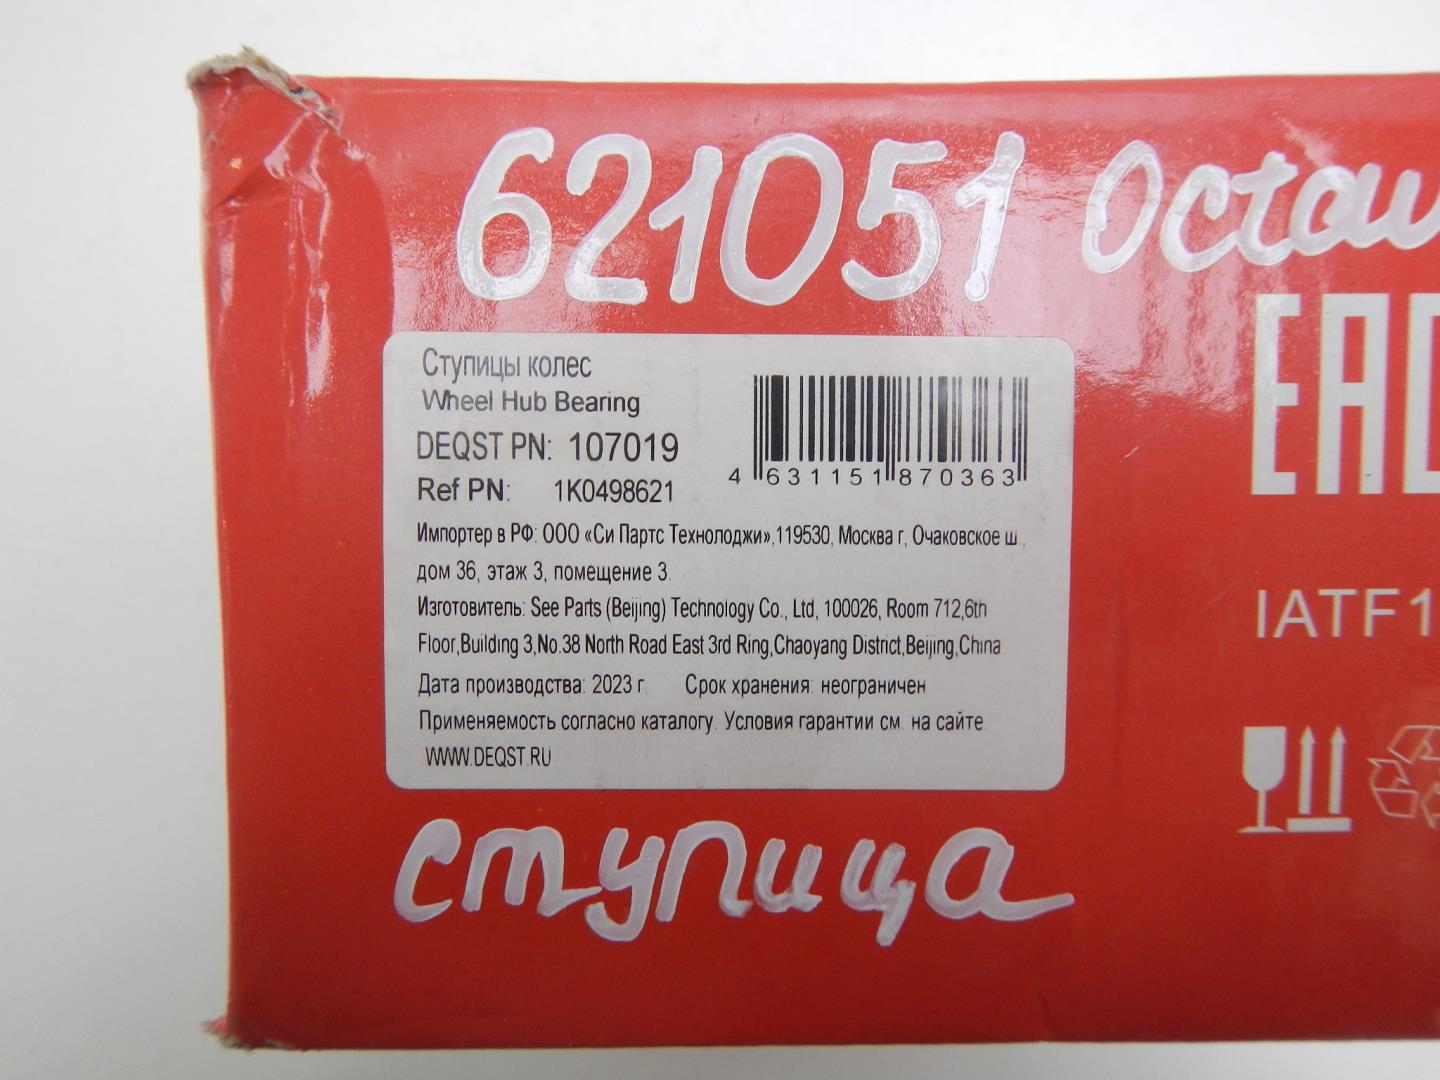 621051 Octav
Ступицы колес
Wheel Hub Bearing
DEQST PN: 107019
Ref PN: 1K0498621
4 631151 870363
EAC
Импортер в РФ: ООО «Си Партс Технолоджи»,119530, Москва г, Очаковское ш.,
дом 36, этаж 3, помещение 3.
Изготовитель: See Parts (Beijing) Technology Co., Ltd, 100026, Room 712,6th
Floor,Building 3,No.38 North Road East 3rd Ring,Chaoyang District,Beijing,China
Дата производства: 2023 г. Срок хранения: неограничен
Применяемость согласно каталогу. Условия гарантии см. на сайте.
WWW.DEQST.RU
IATF1
ступица